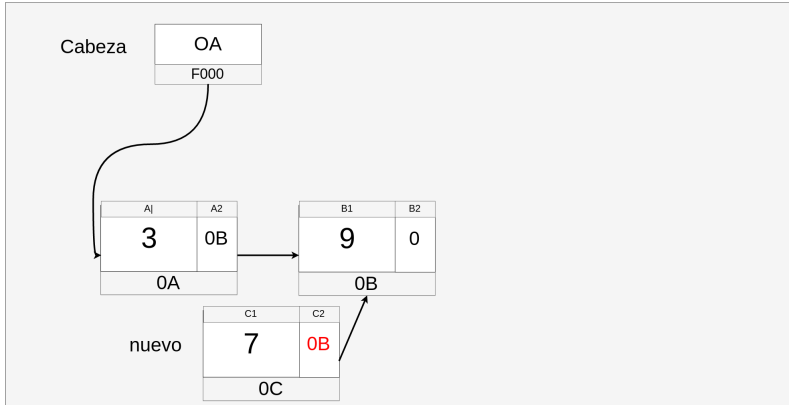 Cabeza
OA
F000
A| A2 B1 B2
3 0B 9 0
0A 0B
C1 C2
nuevo 7 0B
0C